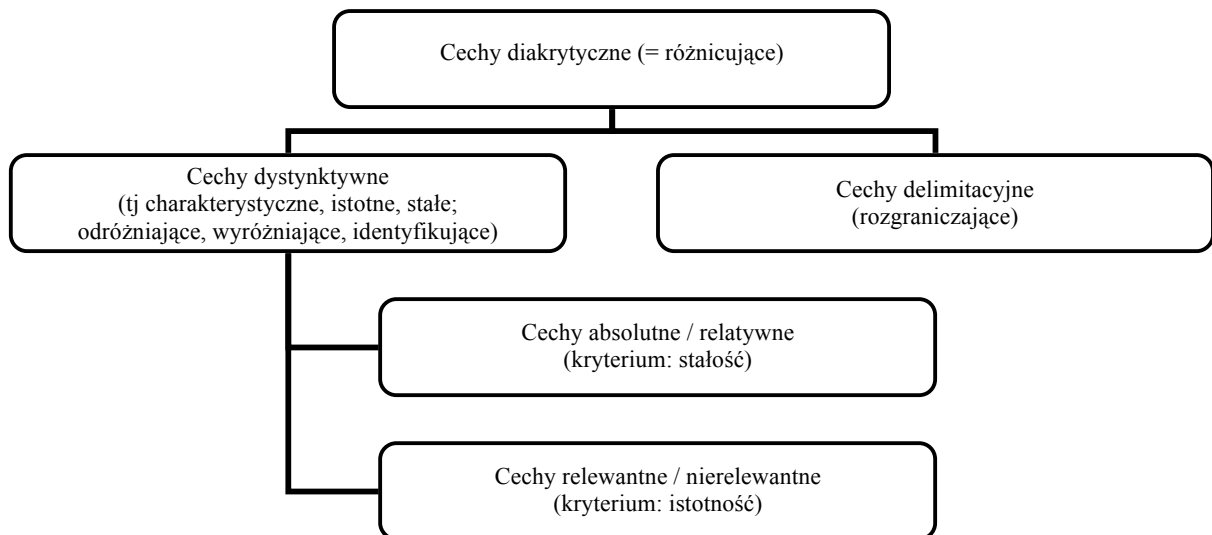 Cechy diakrytyczne (= różnicujące)
Cechy dystynktywne
(tj charakterystyczne, istotne, stałe;
odróżniające, wyróżniające, identyfikujące)
Cechy delimitacyjne
(rozgraniczające)
Cechy absolutne / relatywne
(kryterium: stałość)
Cechy relewantne / nierelewantne
(kryterium: istotność)